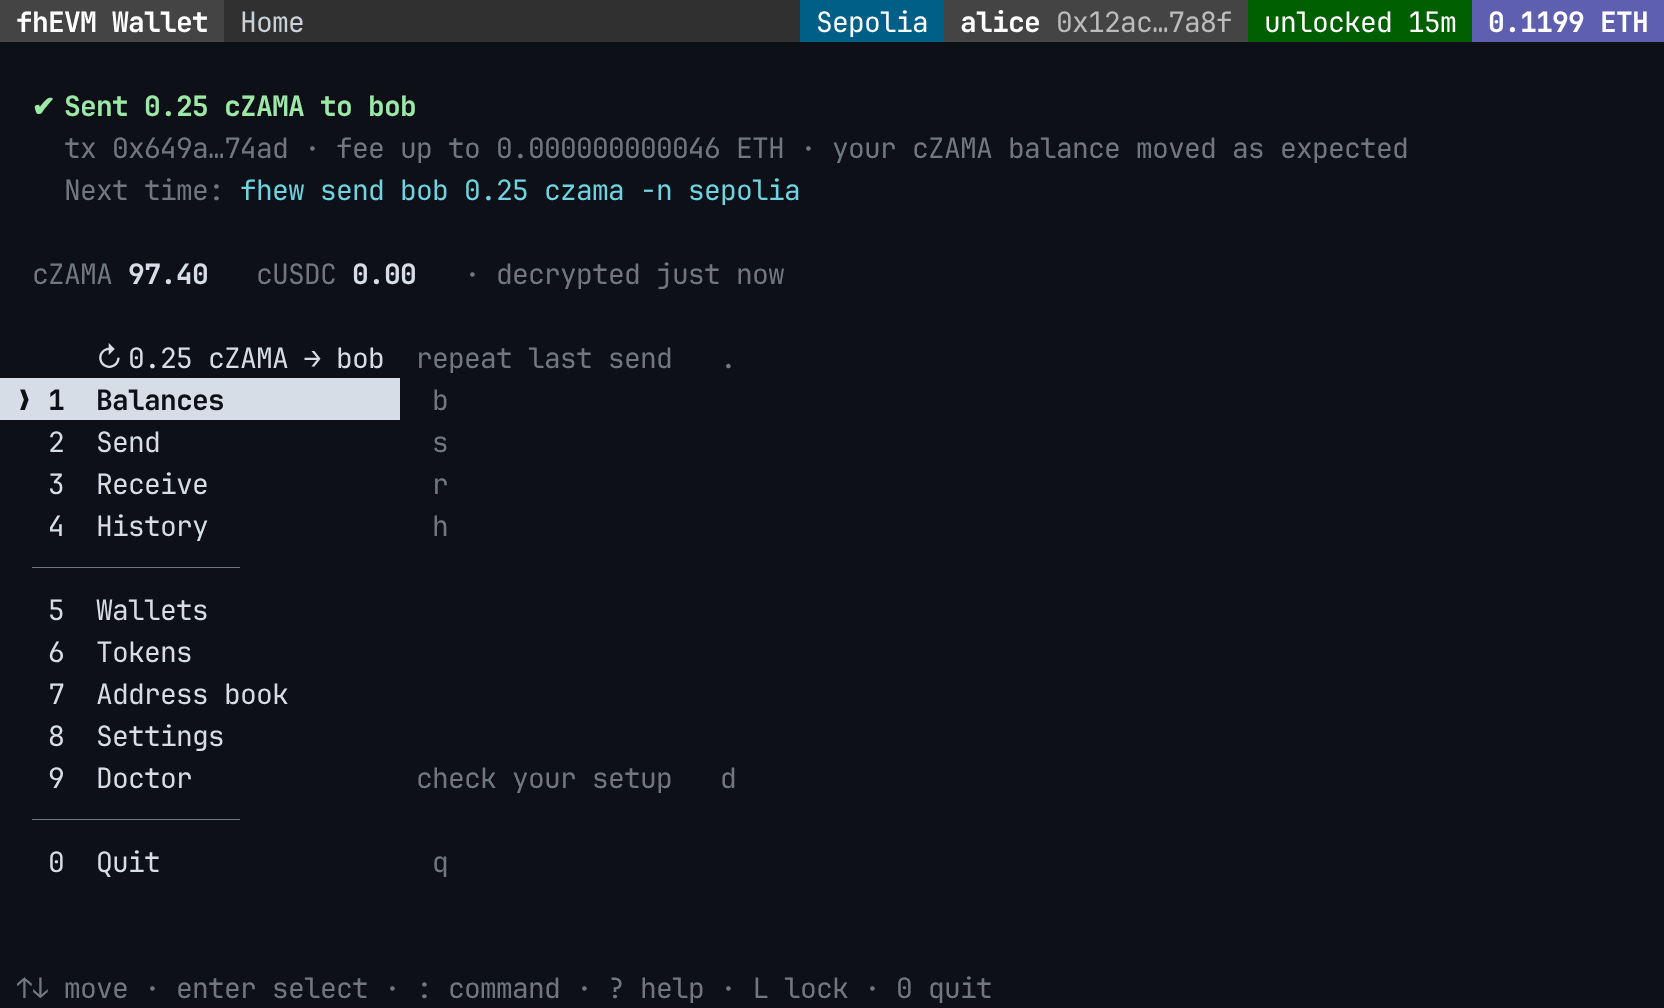 fhEVM Wallet Home Sepolia alice 0x12ac…7a8f unlocked 15m 0.1199 ETH
✔ Sent 0.25 cZAMA to bob
tx 0x649a…74ad · fee up to 0.000000000046 ETH · your cZAMA balance moved as expected
Next time: fhew send bob 0.25 czama -n sepolia
cZAMA 97.40 cUSDC 0.00 · decrypted just now
↻ 0.25 cZAMA → bob repeat last send .
❫ 1 Balances b
2 Send s
3 Receive r
4 History h
5 Wallets
6 Tokens
7 Address book
8 Settings
9 Doctor check your setup d
0 Quit q
↑↓ move · enter select · : command · ? help · L lock · 0 quit